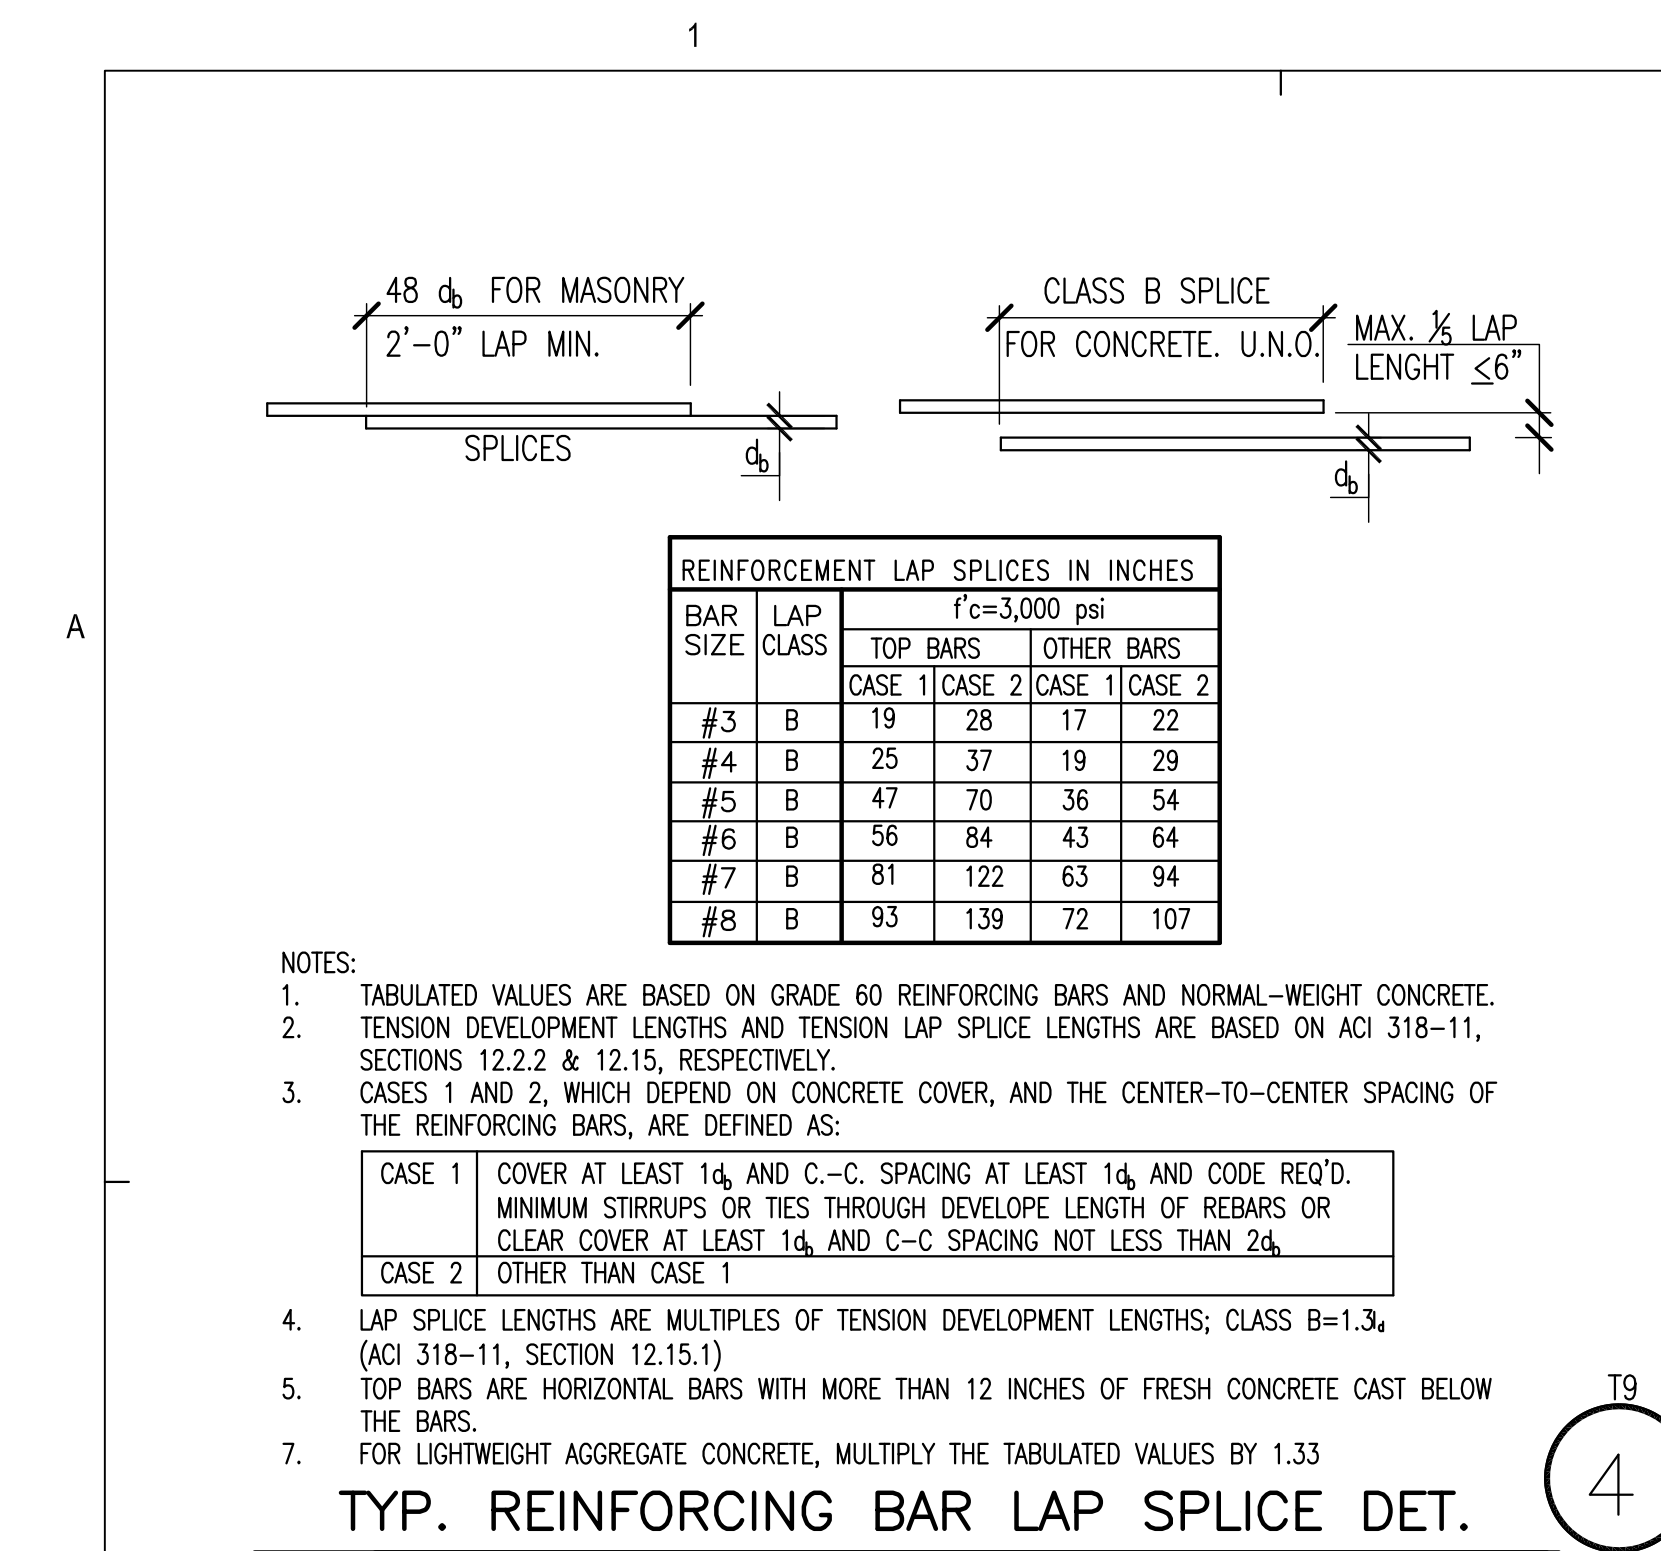 1
A
48 db FOR MASONRY
2'-0" LAP MIN.
SPLICES
db
CLASS B SPLICE
FOR CONCRETE. U.N.O.
MAX. 1/5 LAP
LENGHT ≤6"
db
REINFORCEMENT LAP SPLICES IN INCHES
BAR SIZE LAP CLASS f'c=3,000 psi
TOP BARS OTHER BARS
CASE 1 CASE 2 CASE 1 CASE 2
#3 B 19 28 17 22
#4 B 25 37 19 29
#5 B 47 70 36 54
#6 B 56 84 43 64
#7 B 81 122 63 94
#8 B 93 139 72 107
NOTES:
1. TABULATED VALUES ARE BASED ON GRADE 60 REINFORCING BARS AND NORMAL-WEIGHT CONCRETE.
2. TENSION DEVELOPMENT LENGTHS AND TENSION LAP SPLICE LENGTHS ARE BASED ON ACI 318-11,
SECTIONS 12.2.2 & 12.15, RESPECTIVELY.
3. CASES 1 AND 2, WHICH DEPEND ON CONCRETE COVER, AND THE CENTER-TO-CENTER SPACING OF
THE REINFORCING BARS, ARE DEFINED AS:
CASE 1 COVER AT LEAST 1db AND C.-C. SPACING AT LEAST 1db AND CODE REQ'D.
MINIMUM STIRRUPS OR TIES THROUGH DEVELOPE LENGTH OF REBARS OR
CLEAR COVER AT LEAST 1db AND C-C SPACING NOT LESS THAN 2db
CASE 2 OTHER THAN CASE 1
4. LAP SPLICE LENGTHS ARE MULTIPLES OF TENSION DEVELOPMENT LENGTHS; CLASS B=1.3ld
(ACI 318-11, SECTION 12.15.1)
5. TOP BARS ARE HORIZONTAL BARS WITH MORE THAN 12 INCHES OF FRESH CONCRETE CAST BELOW
THE BARS.
7. FOR LIGHTWEIGHT AGGREGATE CONCRETE, MULTIPLY THE TABULATED VALUES BY 1.33
TYP. REINFORCING BAR LAP SPLICE DET.
T9
4